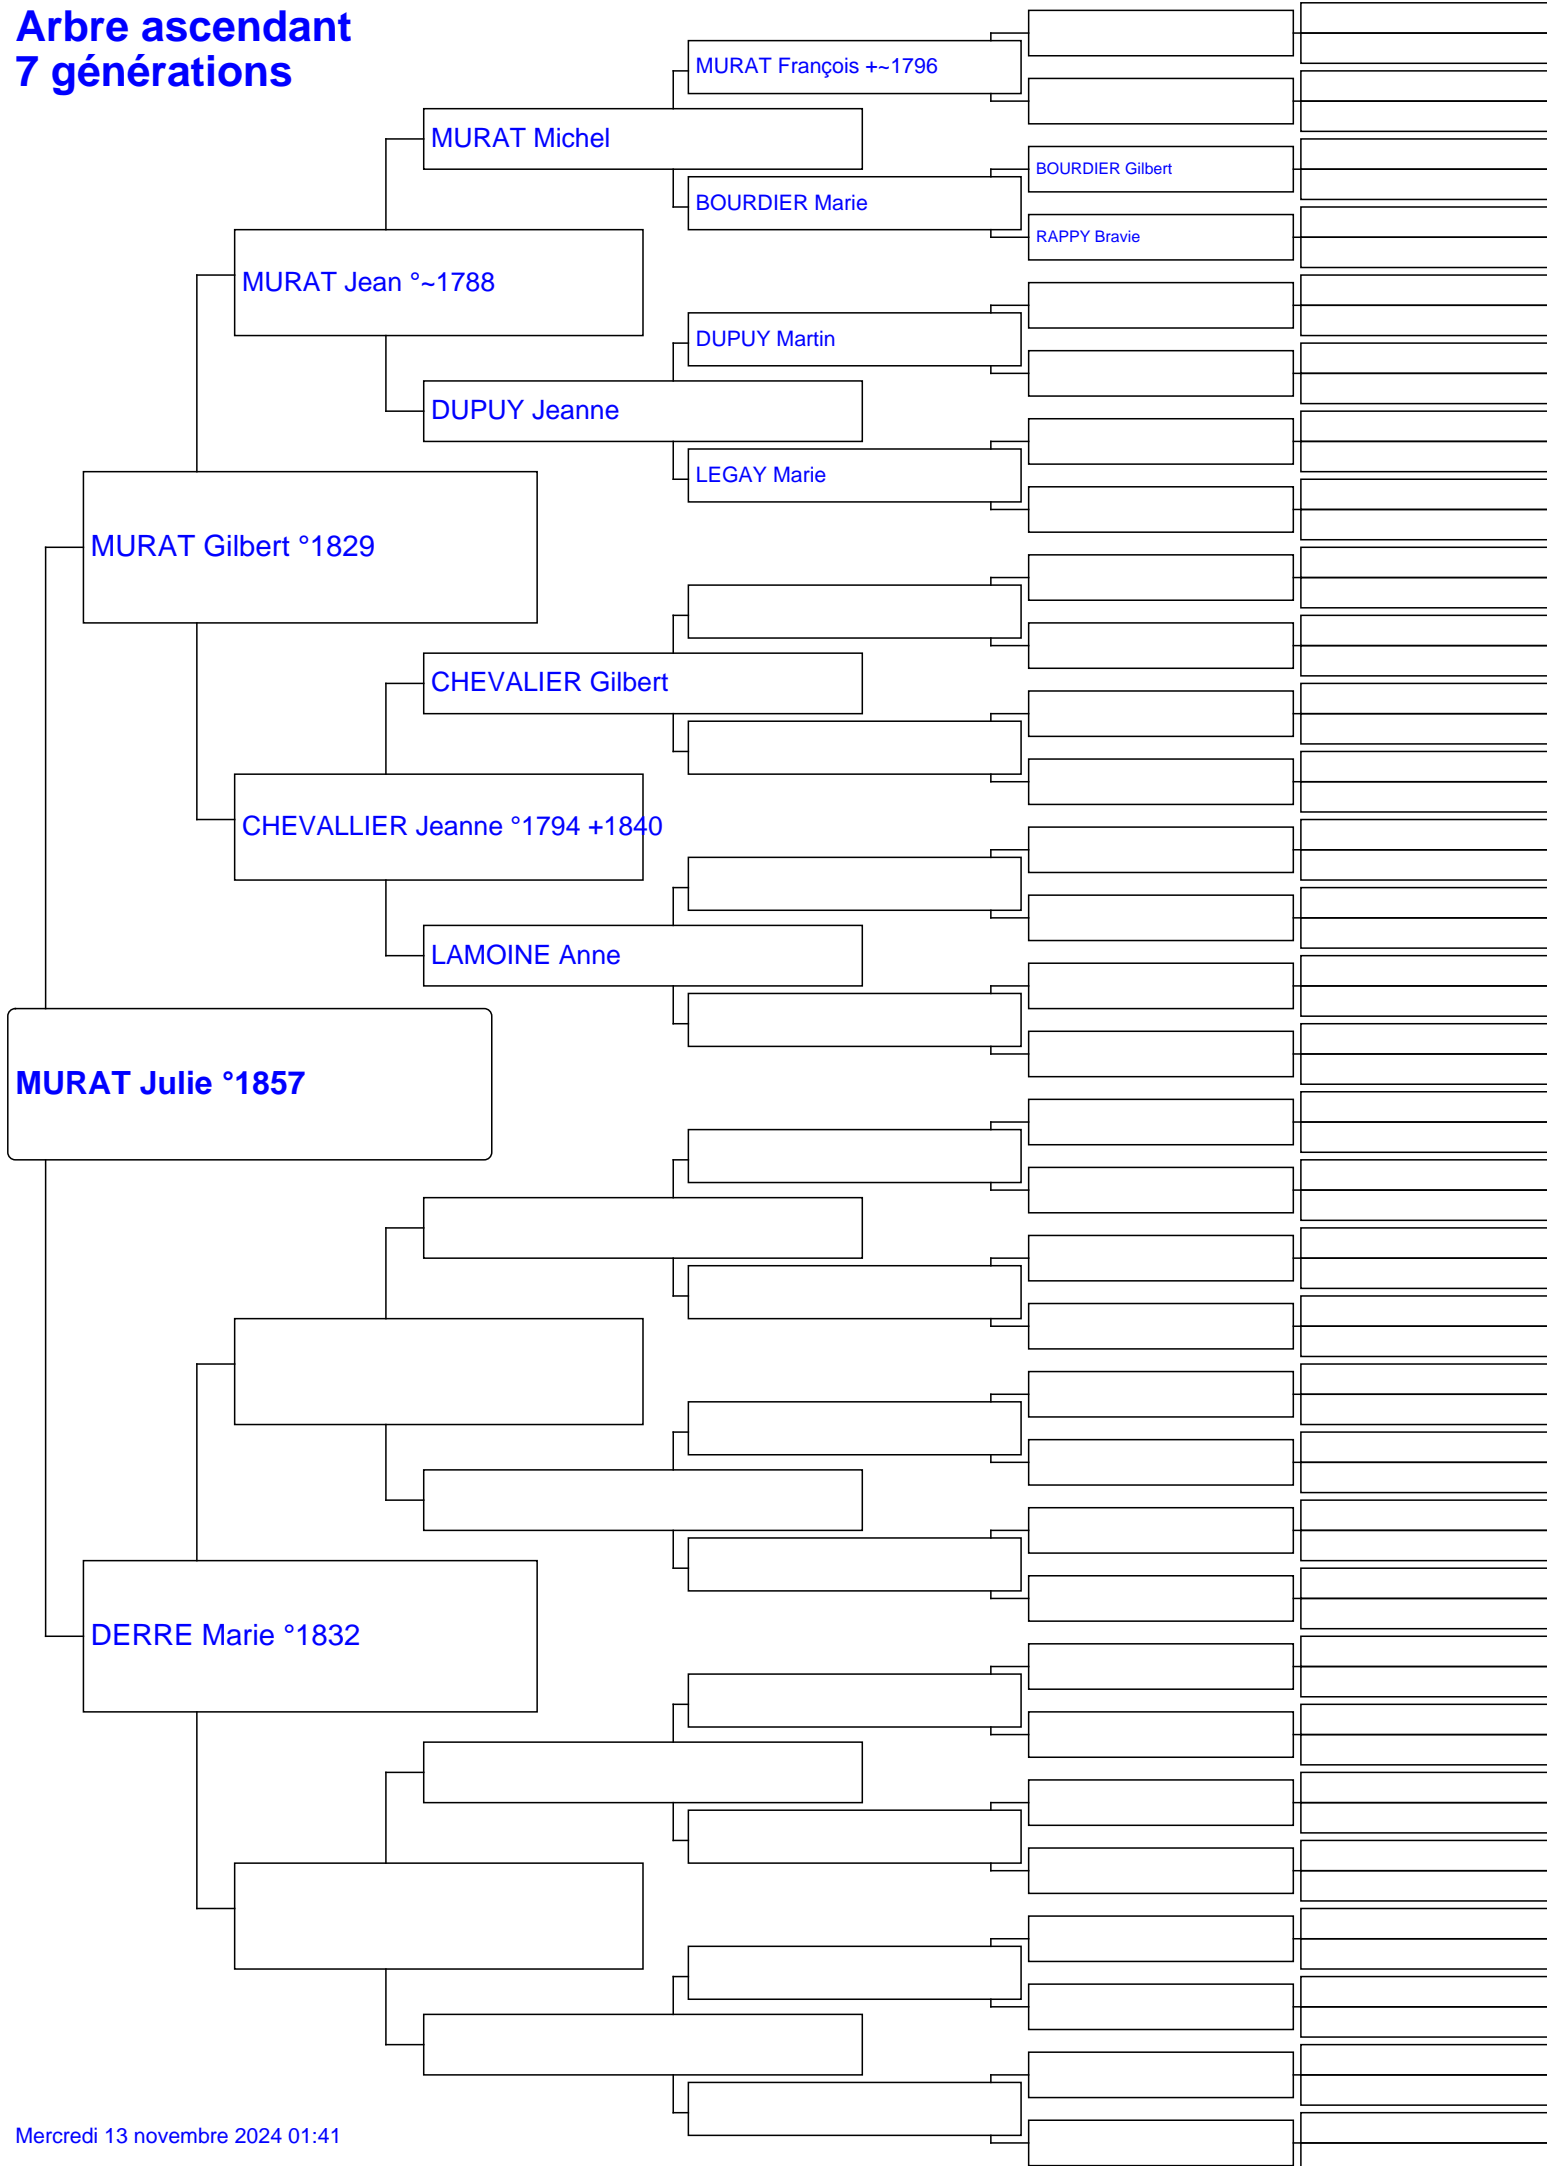 Arbre ascendant
7 générations
MURAT François +~1796
MURAT Michel
BOURDIER Gilbert
BOURDIER Marie
RAPPY Bravie
MURAT Jean °~1788
DUPUY Martin
DUPUY Jeanne
LEGAY Marie
MURAT Gilbert °1829
CHEVALIER Gilbert
CHEVALLIER Jeanne °1794 +1840
LAMOINE Anne
MURAT Julie °1857
DERRE Marie °1832
Mercredi 13 novembre 2024 01:41